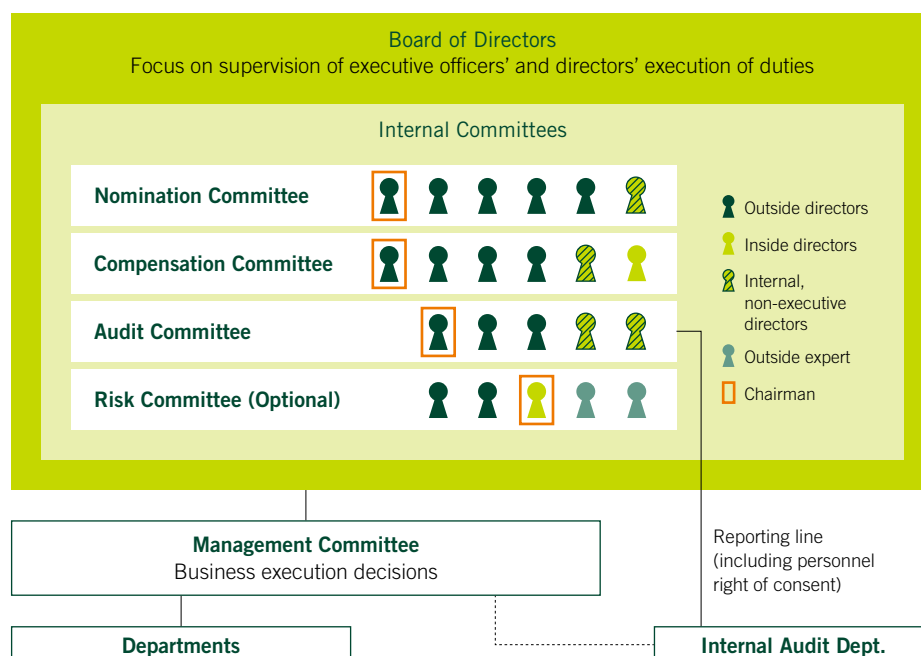 Board of Directors
Focus on supervision of executive officers’ and directors’ execution of duties
Internal Committees
Nomination Committee
Compensation Committee
Audit Committee
Risk Committee (Optional)
Outside directors
Inside directors
Internal,
non-executive
directors
Outside expert
Chairman
Management Committee
Business execution decisions
Reporting line
(including personnel
right of consent)
Departments
Internal Audit Dept.